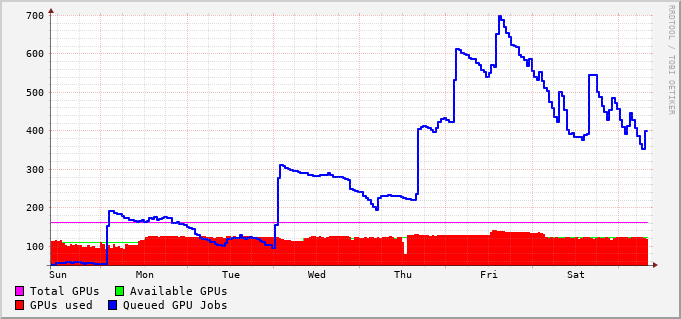 700
600
500
400
300
200
100
Sun Mon Tue Wed Thu Fri Sat
Total GPUs Available GPUs
GPUs used Queued GPU Jobs
RRDTOOL / TOBI OETIKER